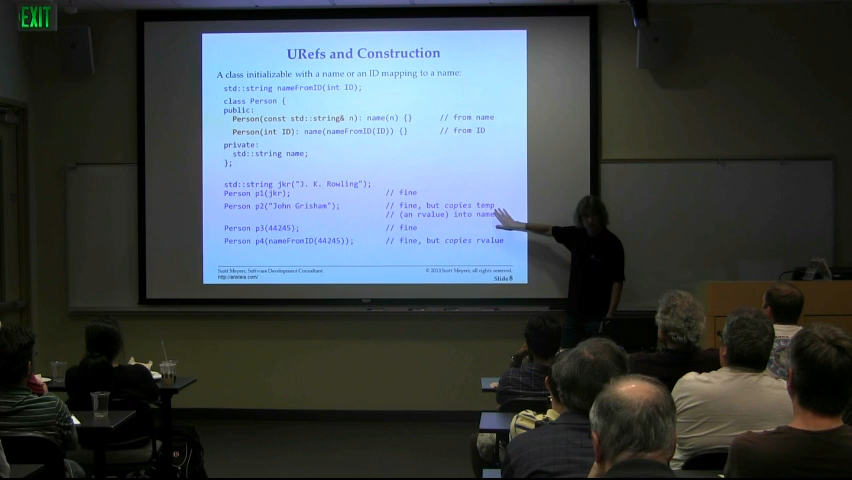 EXIT
URefs and Construction
A class initializable with a name or an ID mapping to a name:
std::string nameFromID(int ID);
class Person {
public:
Person(const std::string& n): name(n) {} // from name
Person(int ID): name(nameFromID(ID)) {} // from ID
private:
std::string name;
};
std::string jkr("J. K. Rowling");
Person p1(jkr); // fine
Person p2("John Grisham"); // fine, but copies temp
// (an rvalue) into name
Person p3(44245); // fine
Person p4(nameFromID(44245)); // fine, but copies rvalue
Scott Meyers, Software Development Consultant © 2013 Scott Meyers, all rights reserved.
http://aristeia.com/ Slide 8